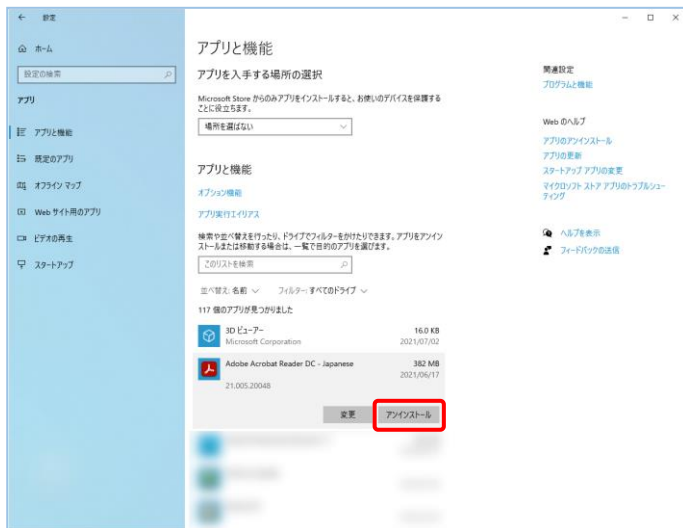 設定
ホーム
設定の検索
アプリ
アプリと機能
既定のアプリ
オフライン マップ
Web サイト用のアプリ
ビデオの再生
スタートアップ
アプリと機能
アプリを入手する場所の選択
Microsoft Store からのみアプリをインストールすると、お使いのデバイスを保護する
ことに役立ちます。
場所を選ばない
アプリと機能
オプション機能
アプリ実行エイリアス
検索や並べ替えを行ったり、ドライブでフィルターをかけたりできます。アプリをアンイン
ストールまたは移動する場合は、一覧で目的のアプリを選びます。
このリストを検索
並べ替え: 名前 フィルター: すべてのドライブ
117 個のアプリが見つかりました
3D ビューアー 16.0 KB
Microsoft Corporation 2021/07/02
Adobe Acrobat Reader DC - Japanese 382 MB
2021/06/17
21.005.20048
変更 アンインストール
関連設定
プログラムと機能
Web のヘルプ
アプリのアンインストール
アプリの更新
スタートアップ アプリの変更
マイクロソフト ストア アプリのトラブルシュー
ティング
ヘルプを表示
フィードバックの送信